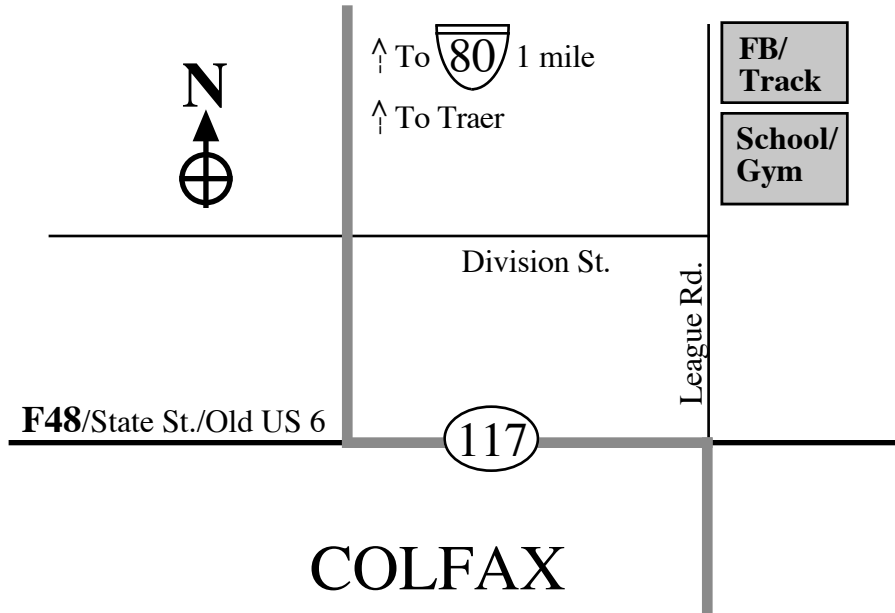 N
To 80 1 mile
To Traer
FB/
Track
School/
Gym
Division St.
League Rd.
F48/State St./Old US 6
117
COLFAX